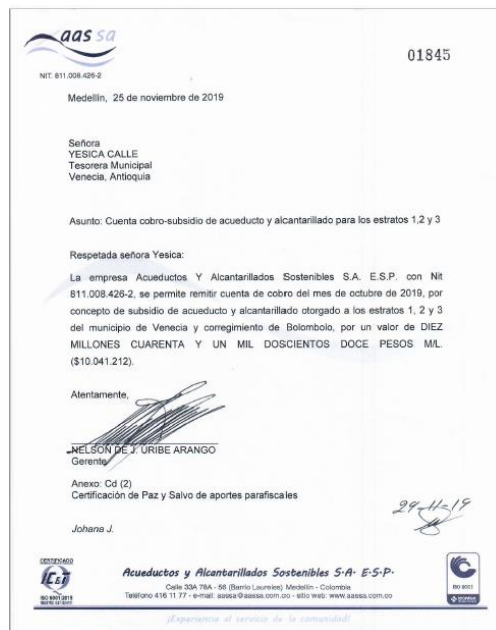 aas sa
01845
NIT. 811.008.426-2
Medellín, 25 de noviembre de 2019
Señora
YESICA CALLE
Tesorera Municipal
Venecia, Antioquia
Asunto: Cuenta cobro-subsidio de acueducto y alcantarillado para los estratos 1,2 y 3
Respetada señora Yesica:
La empresa Acueductos Y Alcantarillados Sostenibles S.A. E.S.P. con Nit
811.008.426-2, se permite remitir cuenta de cobro del mes de octubre de 2019, por
concepto de subsidio de acueducto y alcantarillado otorgado a los estratos 1, 2 y 3
del municipio de Venecia y corregimiento de Bolombolo, por un valor de DIEZ
MILLONES CUARENTA Y UN MIL DOSCIENTOS DOCE PESOS M/L.
($10.041.212).
Atentamente,
NELSON DE J. URIBE ARANGO
Gerente
Anexo: Cd (2)
Certificación de Paz y Salvo de aportes parafiscales
29-11-19
Johana J.
CERTIFICADO
ISO 9001:2015
Acueductos y Alcantarillados Sostenibles S.A. E.S.P.
Calle 33A 78A - 56 (Barrio Laureles) Medellín - Colombia
Teléfono 416 11 77 - e-mail: aassa@aassa.com.co - sitio web: www.aassa.com.co
ISO 9001
¡Experiencia al servicio de la comunidad!